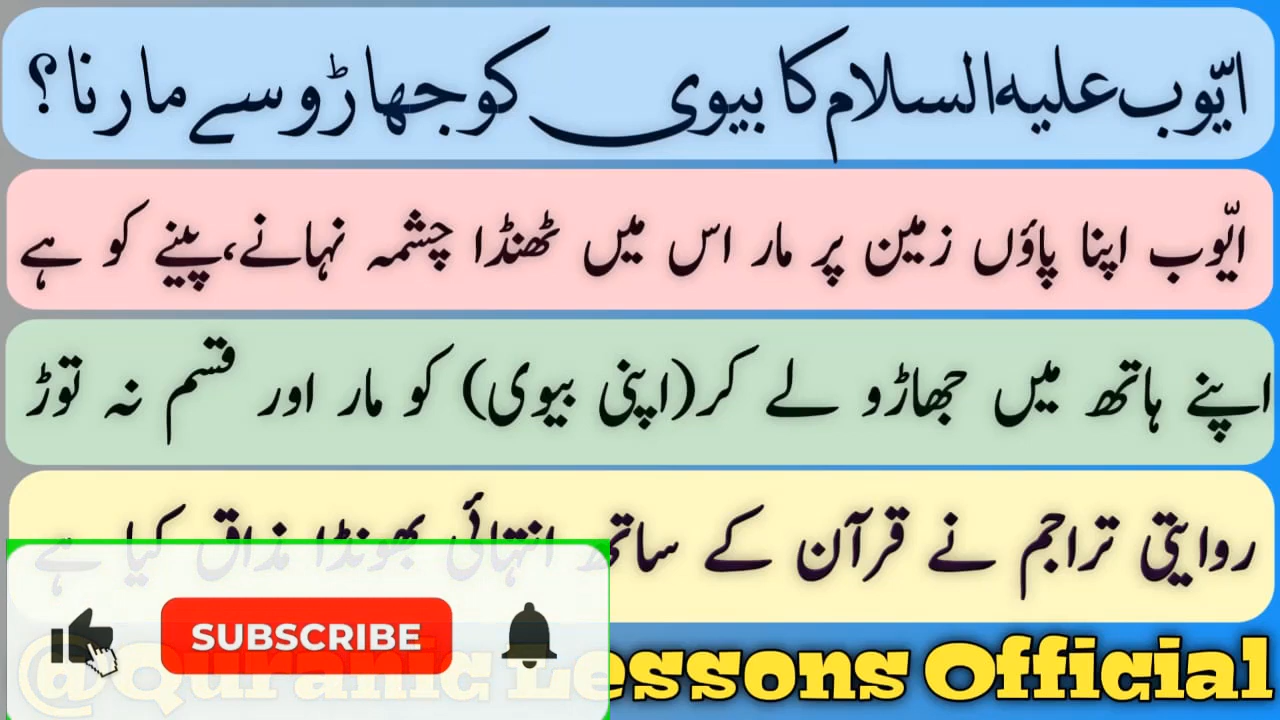 ایّوب علیہ السلام کا بیوی کو جھاڑو سے مارنا؟
ایّوب اپنا پاؤں زمین پر مار اس میں ٹھنڈا چشمہ نہانے،پینے کو ہے
اپنے ہاتھ میں جھاڑو لے کر(اپنی بیوی) کو مار اور قسم نہ توڑ
روایتی تراجم نے قرآن کے ساتھ انتہائی بھونڈا مذاق کیا ہے
SUBSCRIBE
@Quranic Lessons Official